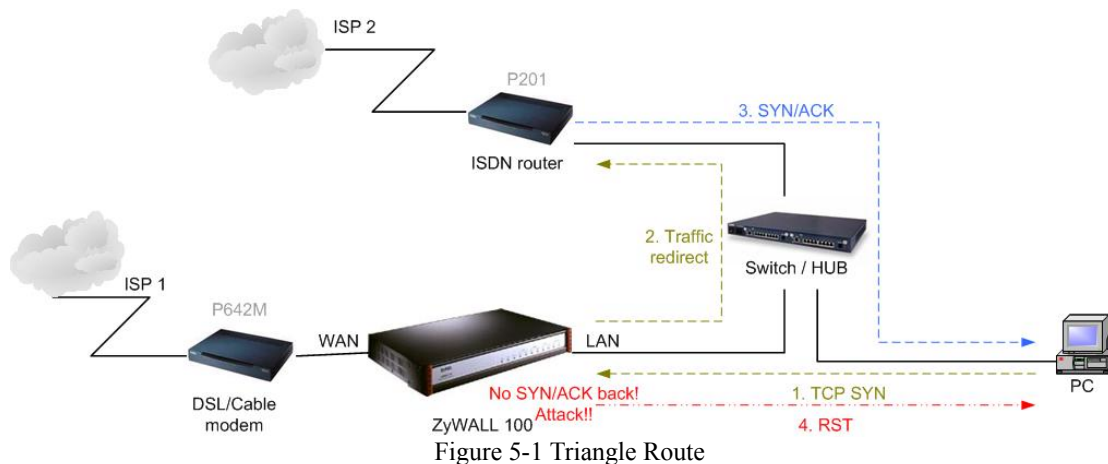 ISP 2
P201
3. SYN/ACK
ISDN router
2. Traffic
redirect
Switch / HUB
ISP 1
P642M
WAN
LAN
DSL/Cable
modem
ZyWALL 100
No SYN/ACK back!
Attack!!
1. TCP SYN
4. RST
PC
Figure 5-1 Triangle Route